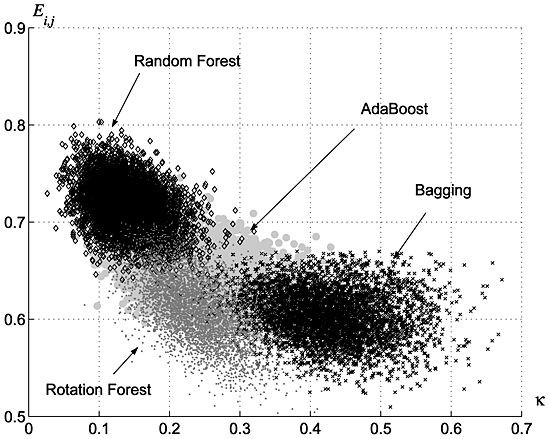 E i,j
0.9
Random Forest
0.8
AdaBoost
Bagging
0.7
0.6
Rotation Forest
0.5
0 0.1 0.2 0.3 0.4 0.5 0.6 0.7
κ